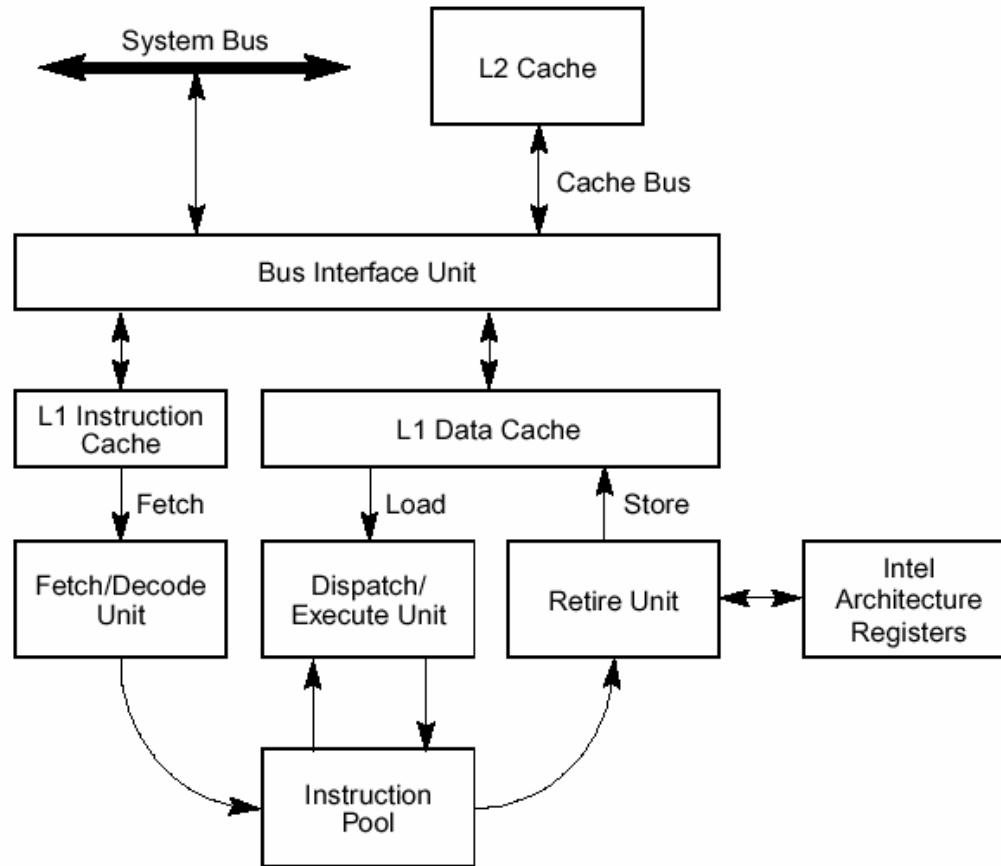 System Bus
L2 Cache
Cache Bus
Bus Interface Unit
L1 Instruction
Cache
L1 Data Cache
Fetch
Load
Store
Fetch/Decode
Unit
Dispatch/
Execute Unit
Retire Unit
Intel
Architecture
Registers
Instruction
Pool